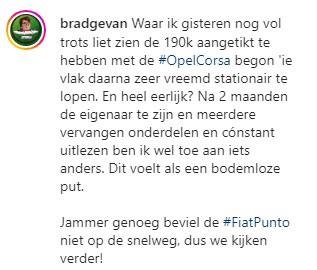 bradgevan Waar ik gisteren nog vol
trots liet zien de 190k aangetikt te
hebben met de #OpelCorsa begon 'ie
vlak daarna zeer vreemd stationair te
lopen. En heel eerlijk? Na 2 maanden
de eigenaar te zijn en meerdere
vervangen onderdelen en cónstant
uitlezen ben ik wel toe aan iets
anders. Dit voelt als een bodemloze
put.

Jammer genoeg beviel de #FiatPunto
niet op de snelweg, dus we kijken
verder!